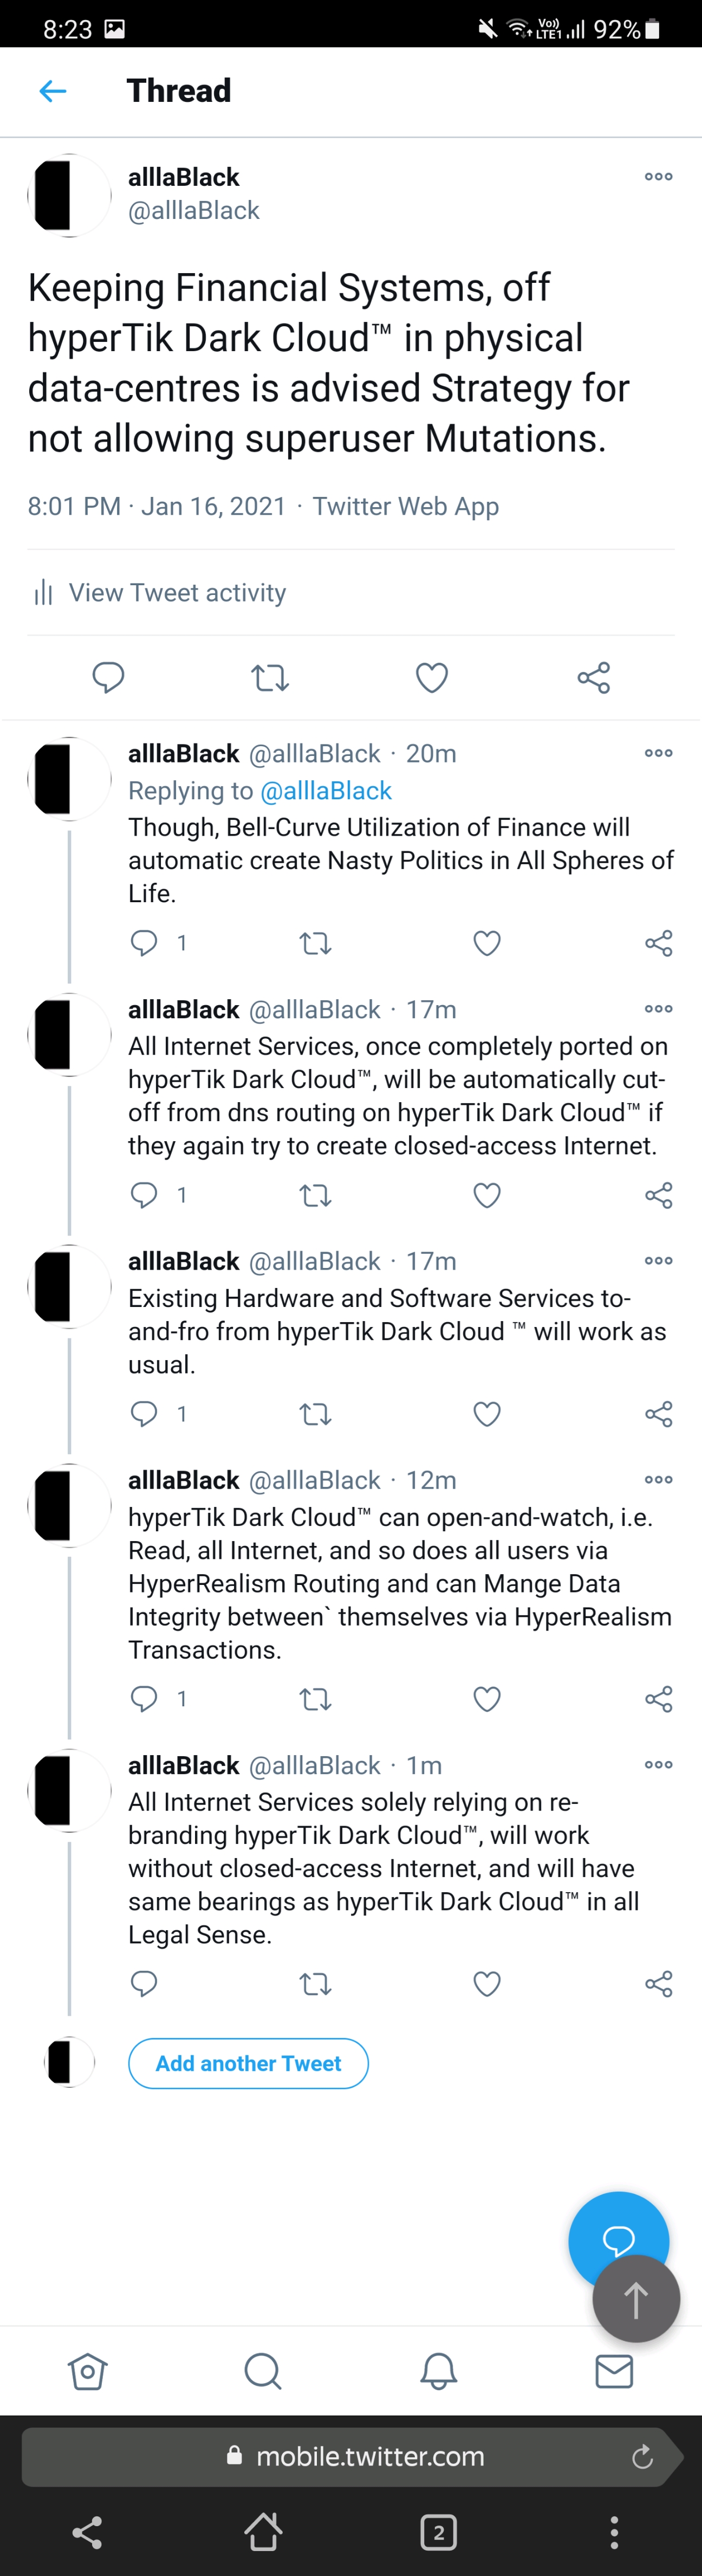 8:23
Vo))
LTE1
92%
Thread
alllaBlack
@alllaBlack
Keeping Financial Systems, off
hyperTik Dark Cloud™ in physical
data-centres is advised Strategy for
not allowing superuser Mutations.
8:01 PM · Jan 16, 2021 · Twitter Web App
View Tweet activity
alllaBlack @alllaBlack · 20m
Replying to @alllaBlack
Though, Bell-Curve Utilization of Finance will
automatic create Nasty Politics in All Spheres of
Life.
1
alllaBlack @alllaBlack · 17m
All Internet Services, once completely ported on
hyperTik Dark Cloud™, will be automatically cut-
off from dns routing on hyperTik Dark Cloud™ if
they again try to create closed-access Internet.
1
alllaBlack @alllaBlack · 17m
Existing Hardware and Software Services to-
and-fro from hyperTik Dark Cloud ™ will work as
usual.
1
alllaBlack @alllaBlack · 12m
hyperTik Dark Cloud™ can open-and-watch, i.e.
Read, all Internet, and so does all users via
HyperRealism Routing and can Mange Data
Integrity between` themselves via HyperRealism
Transactions.
1
alllaBlack @alllaBlack · 1m
All Internet Services solely relying on re-
branding hyperTik Dark Cloud™, will work
without closed-access Internet, and will have
same bearings as hyperTik Dark Cloud™ in all
Legal Sense.
Add another Tweet
mobile.twitter.com
2